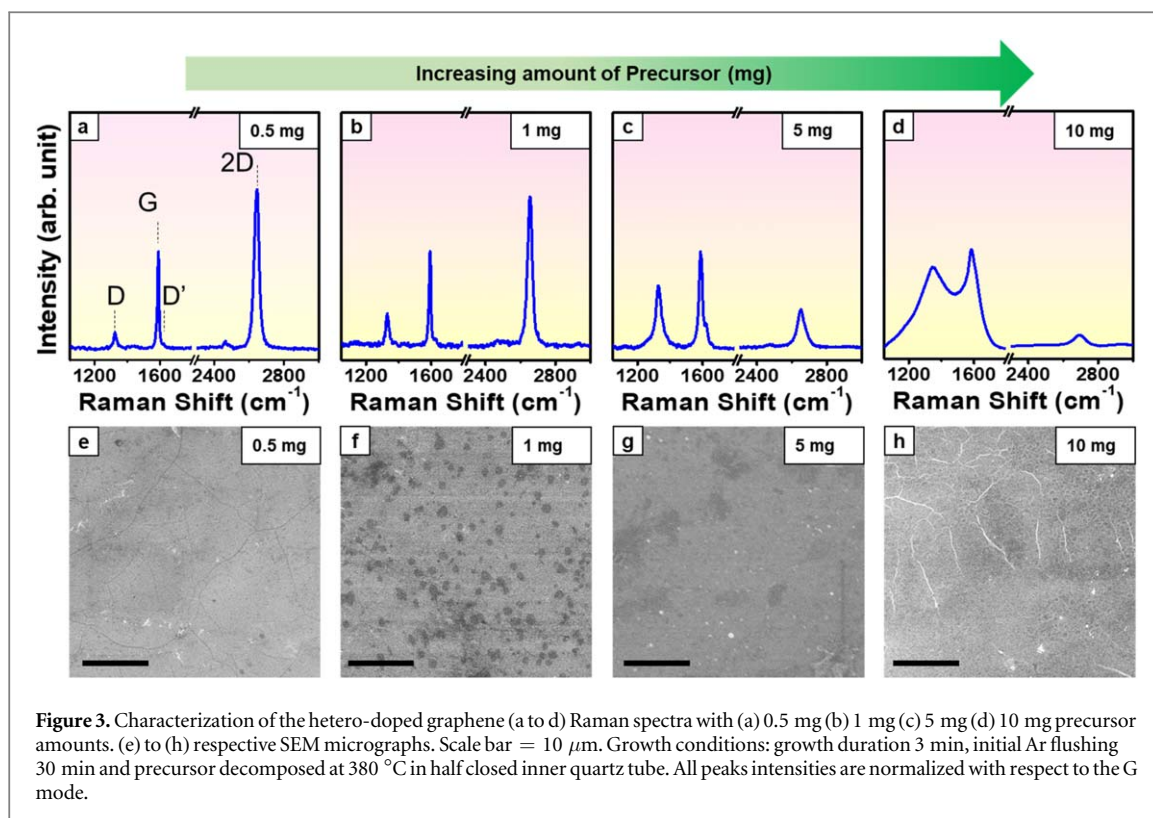 Increasing amount of Precursor (mg)
a 0.5 mg b 1 mg c 5 mg d 10 mg
2D
G
D D'
Intensity (arb. unit)
1200 1600 2400 2800 1200 1600 2400 2800 1200 1600 2400 2800 1200 1600 2400 2800
Raman Shift (cm⁻¹) Raman Shift (cm⁻¹) Raman Shift (cm⁻¹) Raman Shift (cm⁻¹)
e 0.5 mg f 1 mg g 5 mg h 10 mg
Figure 3. Characterization of the hetero-doped graphene (a to d) Raman spectra with (a) 0.5 mg (b) 1 mg (c) 5 mg (d) 10 mg precursor
amounts. (e) to (h) respective SEM micrographs. Scale bar = 10 μm. Growth conditions: growth duration 3 min, initial Ar flushing
30 min and precursor decomposed at 380 °C in half closed inner quartz tube. All peaks intensities are normalized with respect to the G
mode.